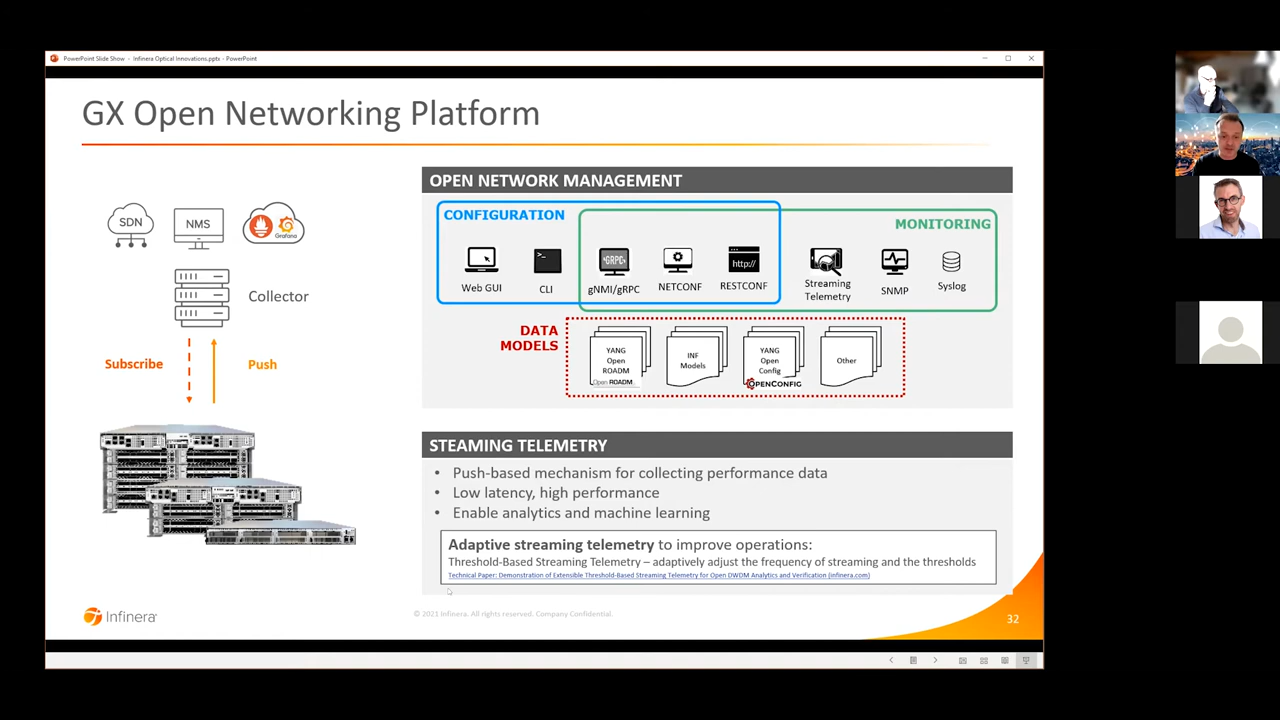 PowerPoint Slide Show - Infinera Optical Innovations.pptx - PowerPoint
GX Open Networking Platform
SDN
NMS
Grafana
Collector
Subscribe
Push
OPEN NETWORK MANAGEMENT
CONFIGURATION
MONITORING
GRPC
http://
Web GUI
CLI
gNMI/gRPC
NETCONF
RESTCONF
Streaming
Telemetry
SNMP
Syslog
DATA
MODELS
YANG
Open
ROADM
Open ROADM
INF
Models
YANG
Open
Config
OPENCONFIG
Other
STEAMING TELEMETRY
• Push-based mechanism for collecting performance data
• Low latency, high performance
• Enable analytics and machine learning
Adaptive streaming telemetry to improve operations:
Threshold-Based Streaming Telemetry – adaptively adjust the frequency of streaming and the thresholds
Technical Paper: Demonstration of Extensible Threshold-Based Streaming Telemetry for Open DWDM Analytics and Verification (infinera.com)
Infinera
© 2021 Infinera. All rights reserved. Company Confidential.
32